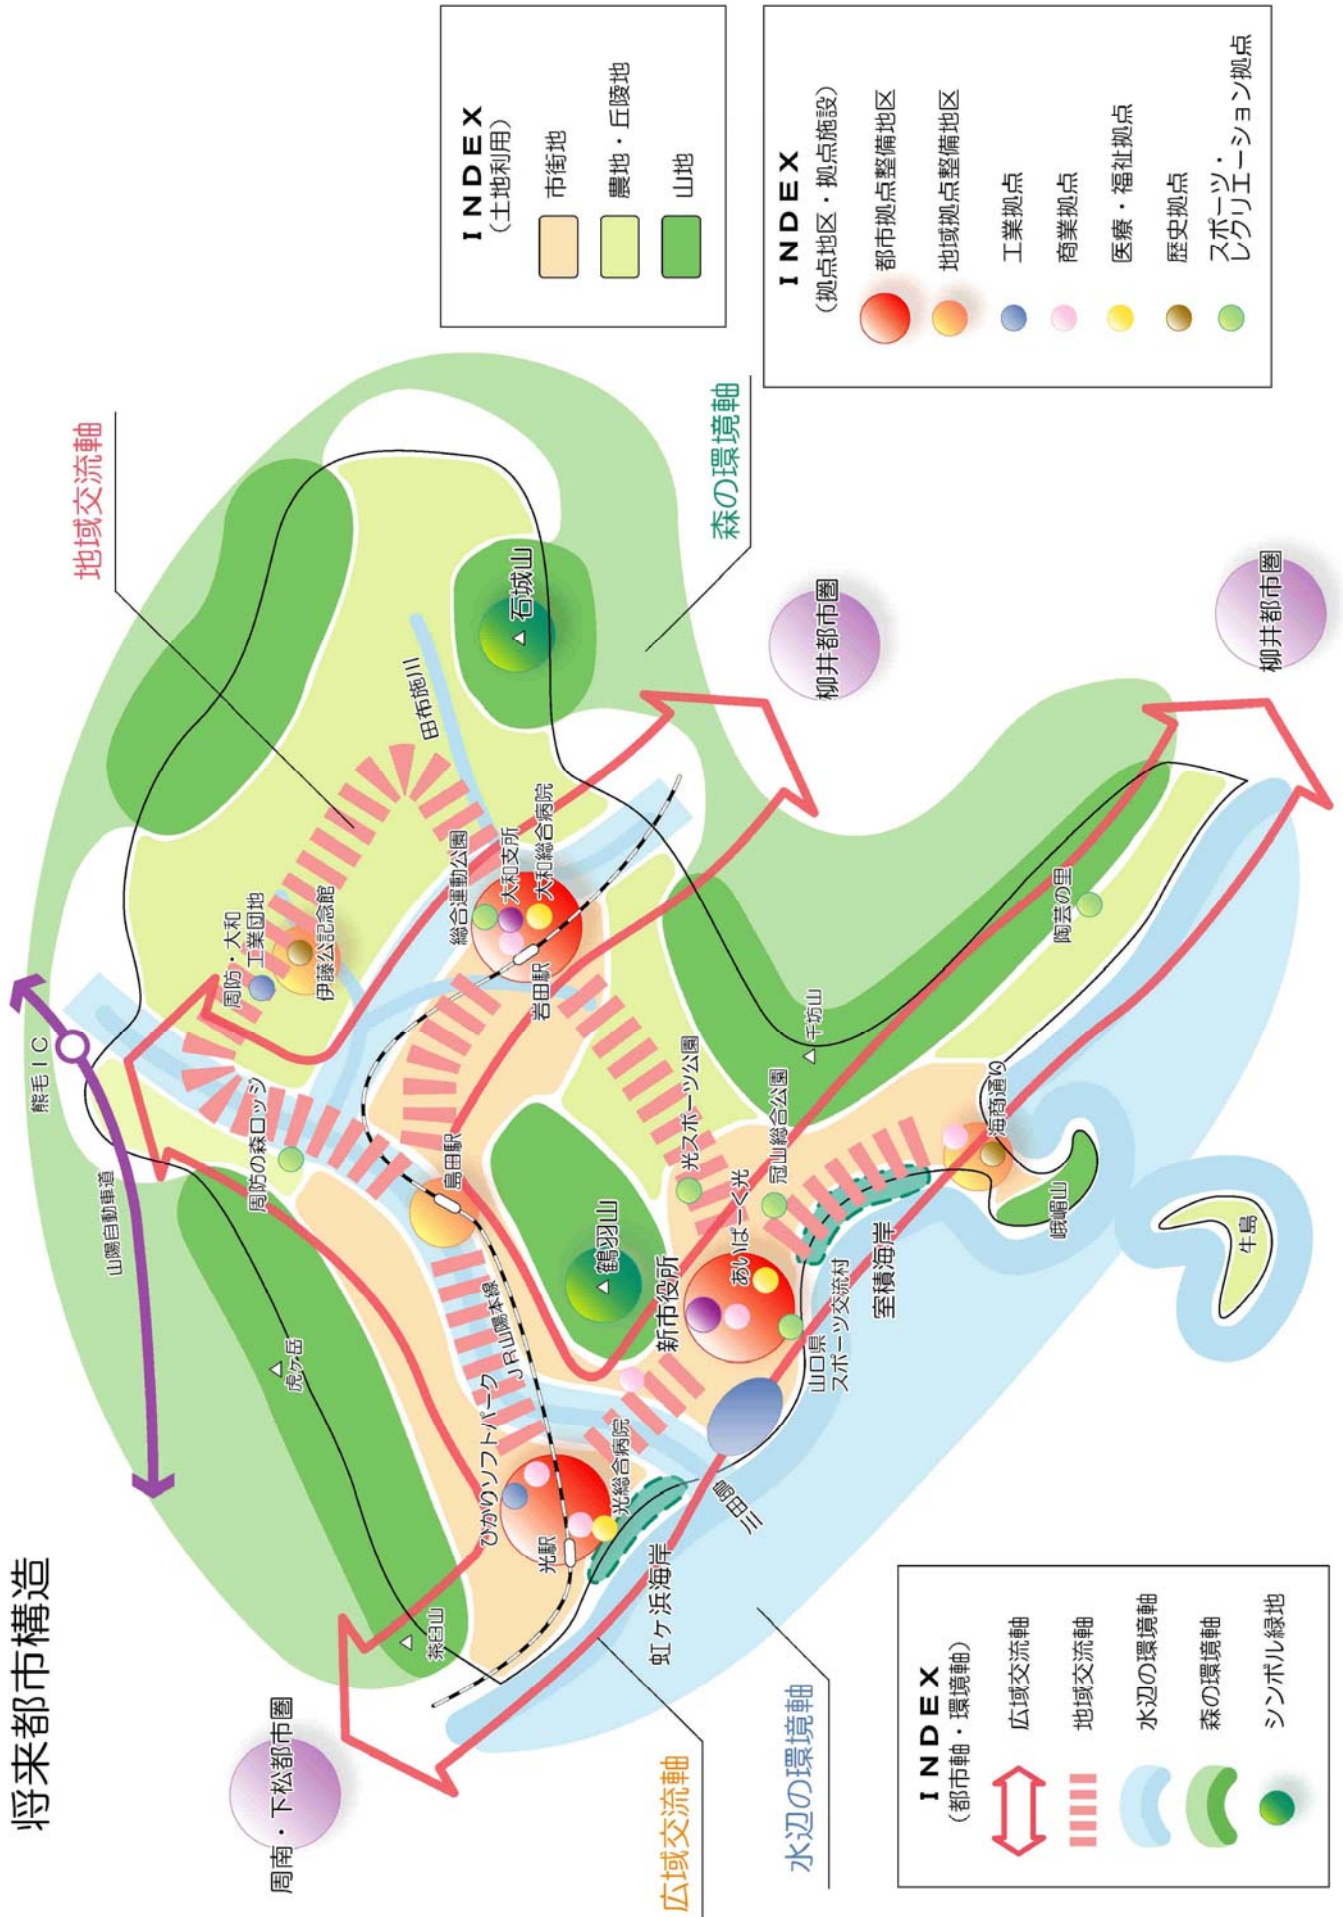 将来都市構造
周南・下松都市圏
熊毛IC
山陽自動車道
地域交流軸
森の環境軸
広域交流軸
水辺の環境軸
周防・大和
工業団地
伊藤公記念館
周防の森ロッジ
虎ヶ岳
茶臼山
田布施川
石城山
総合運動公園
大和支所
大和総合病院
岩田駅
島田駅
JR山陽本線
ひかりソフトパーク
光駅
光総合病院
虹ヶ浜海岸
島田川
鶴羽山
新市役所
あいぱーく光
光スポーツ公園
冠山総合公園
山口県
スポーツ交流村
室積海岸
千坊山
海商通り
峨嵋山
牛島
陶芸の里
柳井都市圏
柳井都市圏
INDEX
(土地利用)
市街地
農地・丘陵地
山地
INDEX
(拠点地区・拠点施設)
都市拠点整備地区
地域拠点整備地区
工業拠点
商業拠点
医療・福祉拠点
歴史拠点
スポーツ・
レクリエーション拠点
INDEX
(都市軸・環境軸)
広域交流軸
地域交流軸
水辺の環境軸
森の環境軸
シンボル緑地